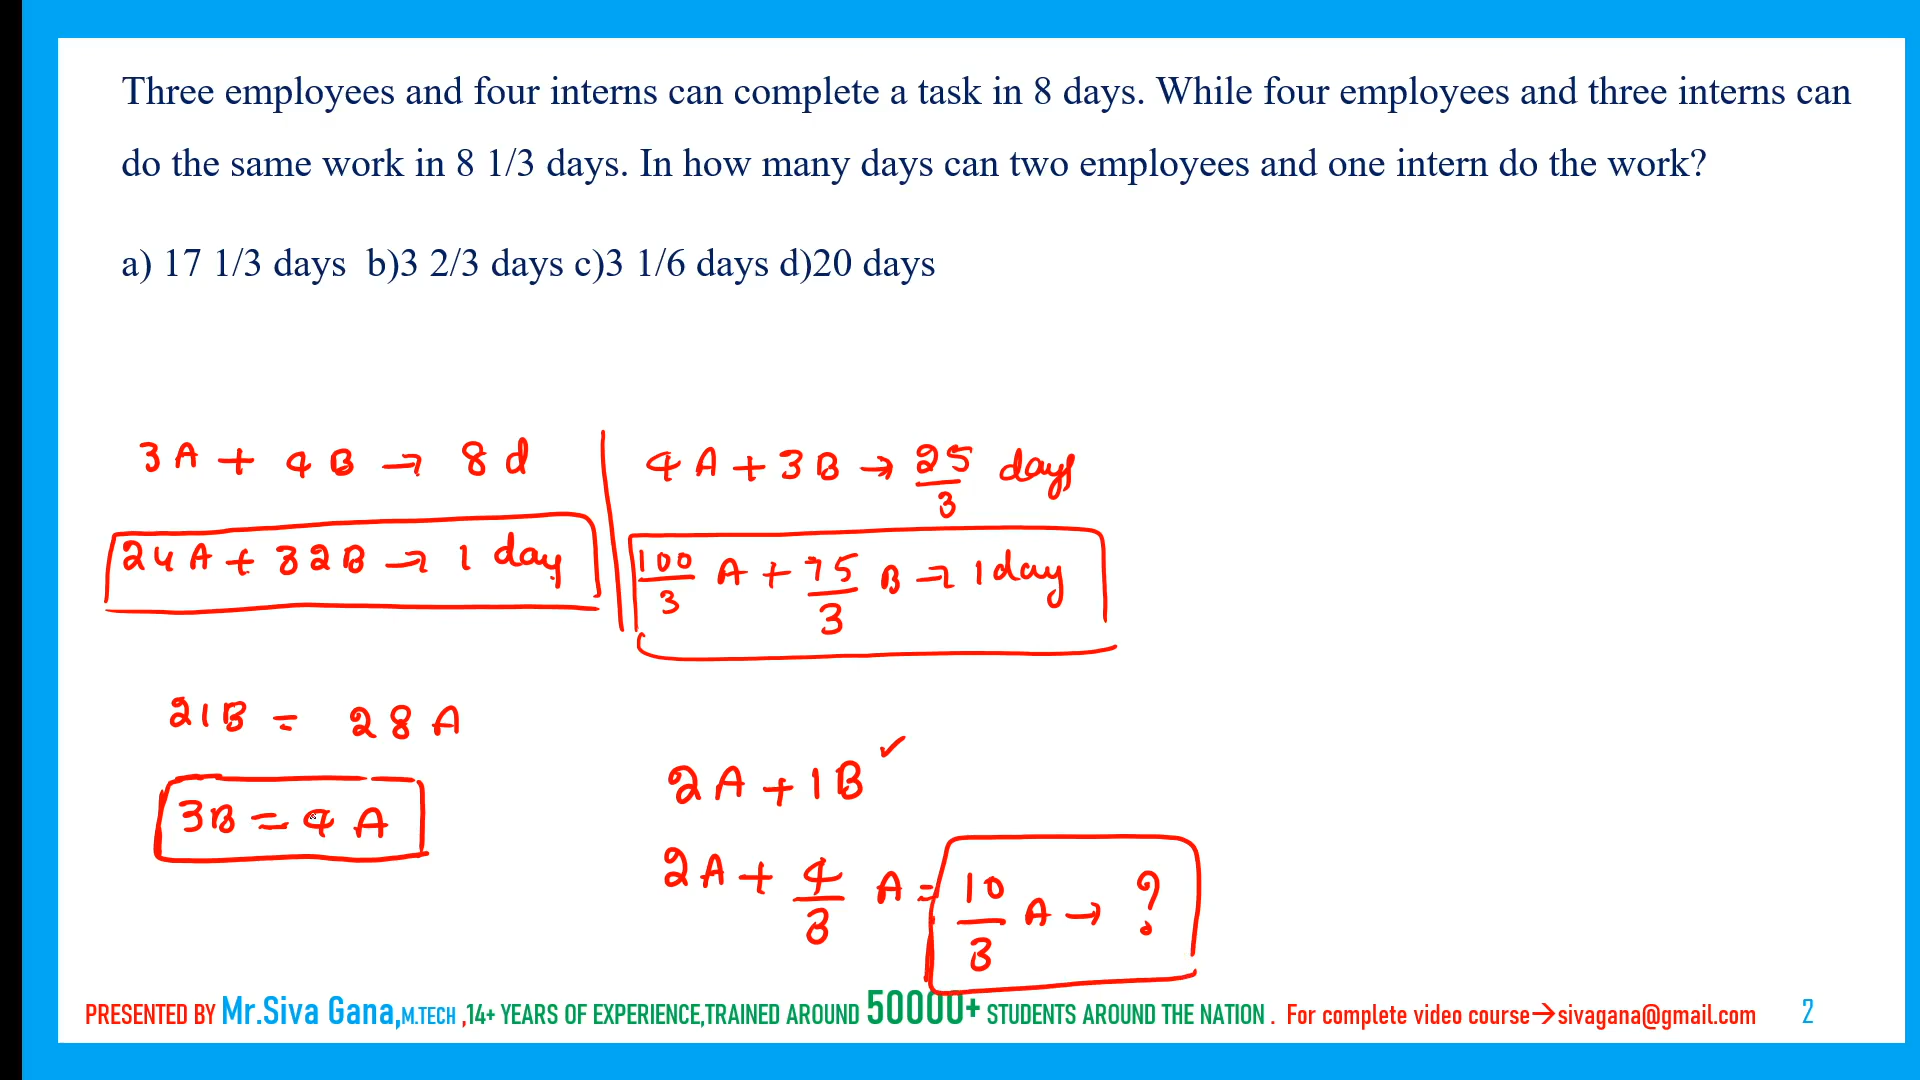 Three employees and four interns can complete a task in 8 days. While four employees and three interns can
do the same work in 8 1/3 days. In how many days can two employees and one intern do the work?
a) 17 1/3 days b)3 2/3 days c)3 1/6 days d)20 days
3A + 4B → 8d
24A + 32B → 1 day
21B = 28A
3B = 4A
4A + 3B → 25/3 days
100/3 A + 75/3 B → 1 day
2A + 1B ✓
2A + 4/3 A = 10/3 A → ?
PRESENTED BY Mr.Siva Gana,M.TECH ,14+ YEARS OF EXPERIENCE,TRAINED AROUND 50000+ STUDENTS AROUND THE NATION . For complete video course→sivagana@gmail.com 2